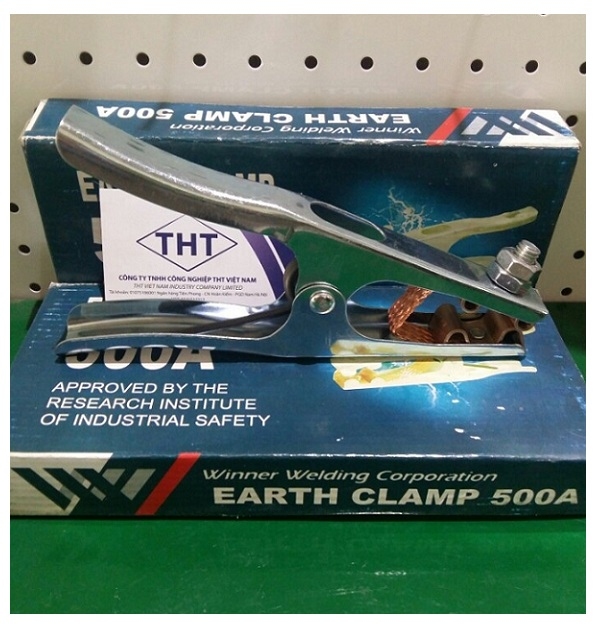 EARTH CLAMP 500A
Winner Welding Corporation
THT
CÔNG TY TNHH CÔNG NGHIỆP THT VIỆT NAM
THT VIET NAM INDUSTRY COMPANY LIMITED
500A
APPROVED BY THE
RESEARCH INSTITUTE
OF INDUSTRIAL SAFETY
Winner Welding Corporation
EARTH CLAMP 500A